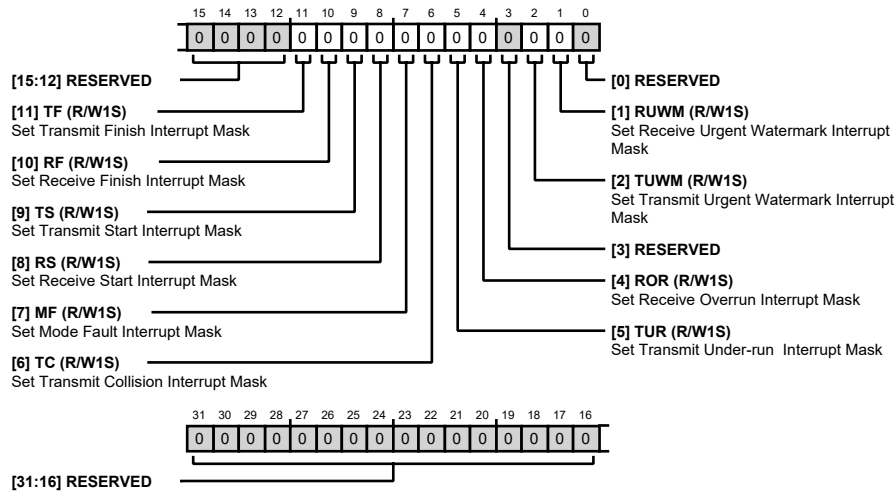 15 14 13 12 11 10 9 8 7 6 5 4 3 2 1 0
0 0 0 0 0 0 0 0 0 0 0 0 0 0 0 0
[15:12] RESERVED
[11] TF (R/W1S)
Set Transmit Finish Interrupt Mask
[10] RF (R/W1S)
Set Receive Finish Interrupt Mask
[9] TS (R/W1S)
Set Transmit Start Interrupt Mask
[8] RS (R/W1S)
Set Receive Start Interrupt Mask
[7] MF (R/W1S)
Set Mode Fault Interrupt Mask
[6] TC (R/W1S)
Set Transmit Collision Interrupt Mask
[0] RESERVED
[1] RUWM (R/W1S)
Set Receive Urgent Watermark Interrupt
Mask
[2] TUWM (R/W1S)
Set Transmit Urgent Watermark Interrupt
Mask
[3] RESERVED
[4] ROR (R/W1S)
Set Receive Overrun Interrupt Mask
[5] TUR (R/W1S)
Set Transmit Under-run Interrupt Mask
31 30 29 28 27 26 25 24 23 22 21 20 19 18 17 16
0 0 0 0 0 0 0 0 0 0 0 0 0 0 0 0
[31:16] RESERVED